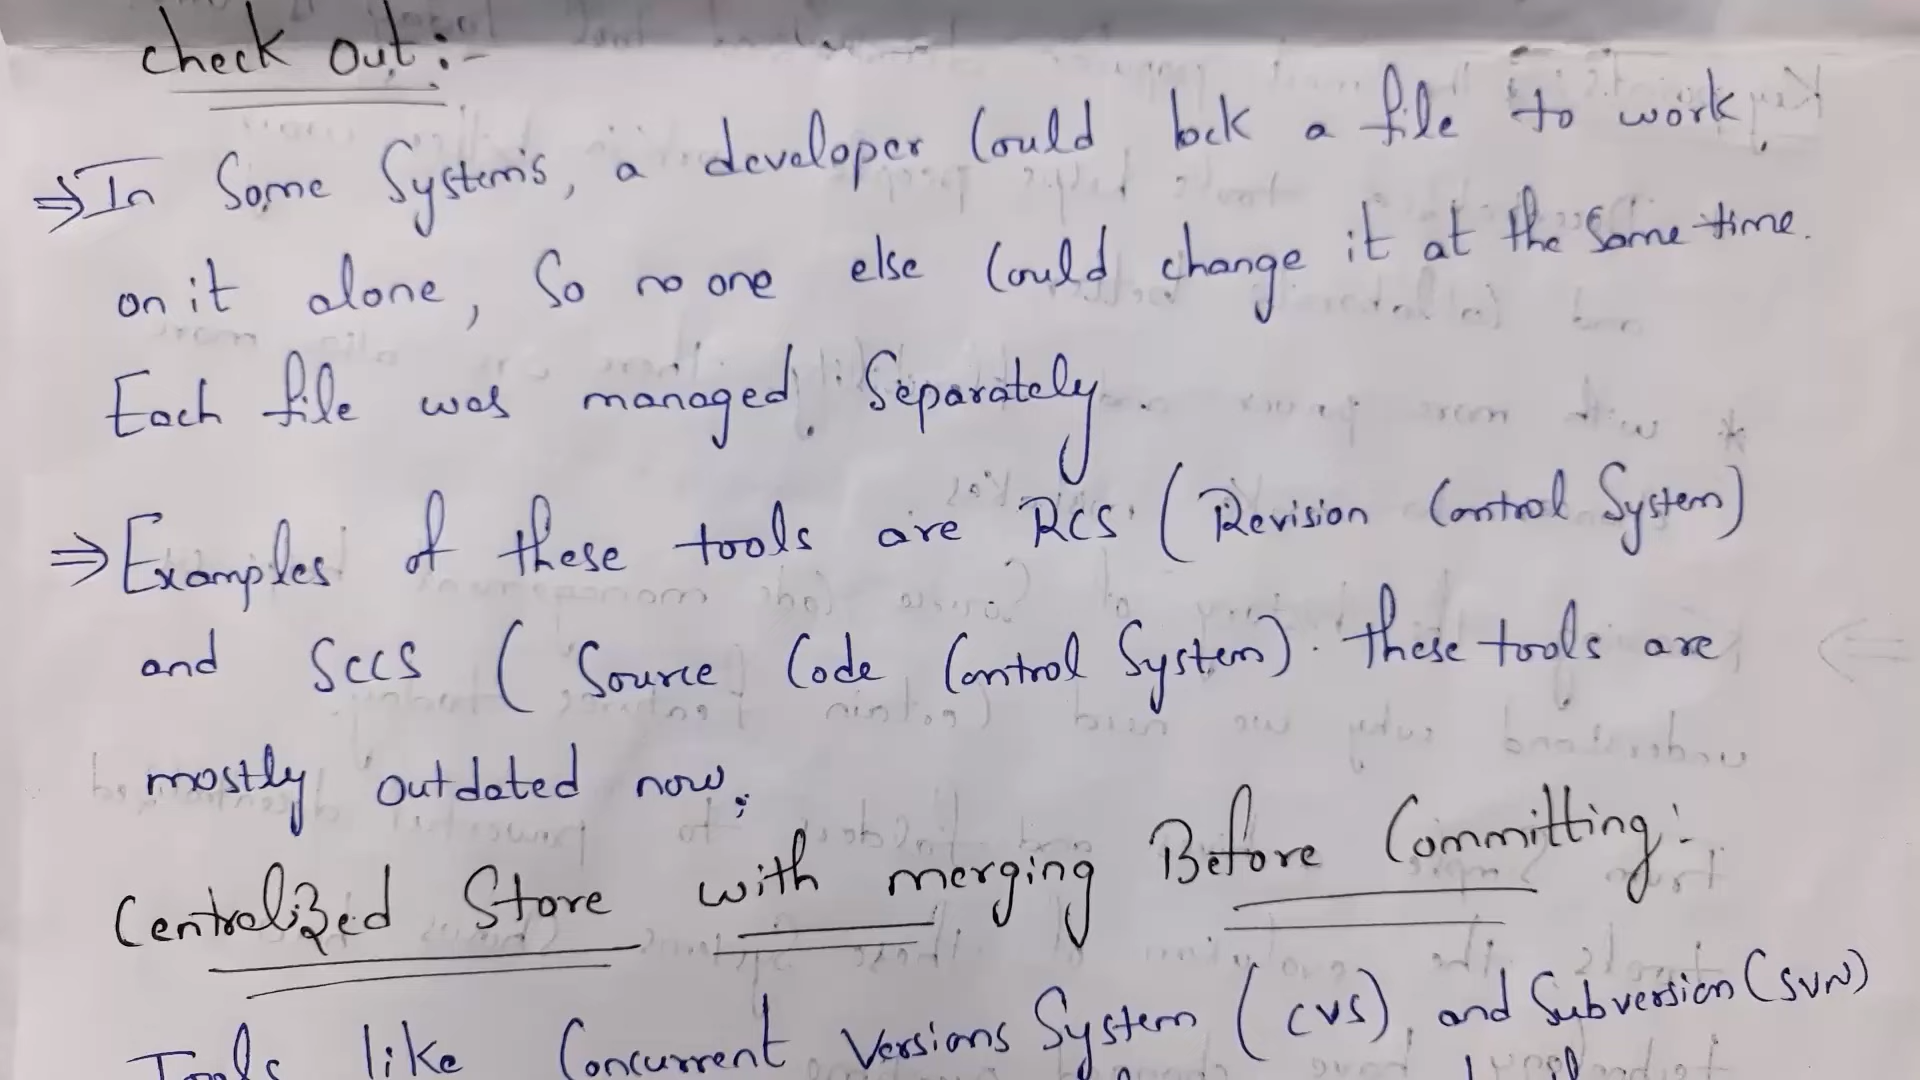 check out:-
⇒ In Some Systems, a developer Could lock a file to work
on it alone, So no one else Could change it at the Same time.
Each file was managed Separately.
⇒ Examples of these tools are RCS (Revision Control System)
and SCCS (Source Code Control System). these tools are
mostly outdated now.
Centralized Store with merging Before Committing:-
Tools like Concurrent Versions System (CVS), and Subversion (SVN)